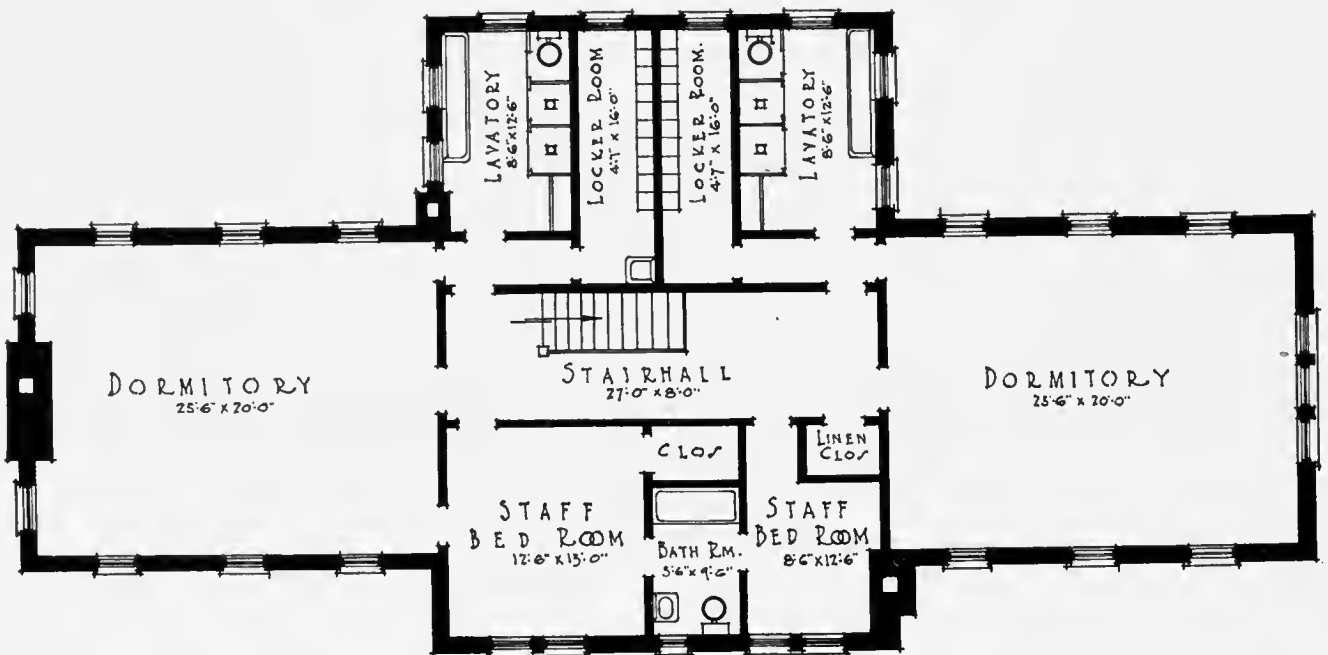 LAVATORY
8'-6" x 12'-6"
LOCKER ROOM
4'-7" x 16'-0"
LOCKER ROOM.
4'-7" x 16'-0"
LAVATORY
8'-6" x 12'-6"
DORMITORY
25'-6" x 20'-0"
STAIRHALL
27'-0" x 8'-0"
DORMITORY
25'-6" x 20'-0"
CLOS
LINEN
CLOS
STAFF
BED ROOM
12'-6" x 15'-0"
BATH RM.
5'-6" x 9'-6"
STAFF
BED ROOM
8'-6" x 12'-6"